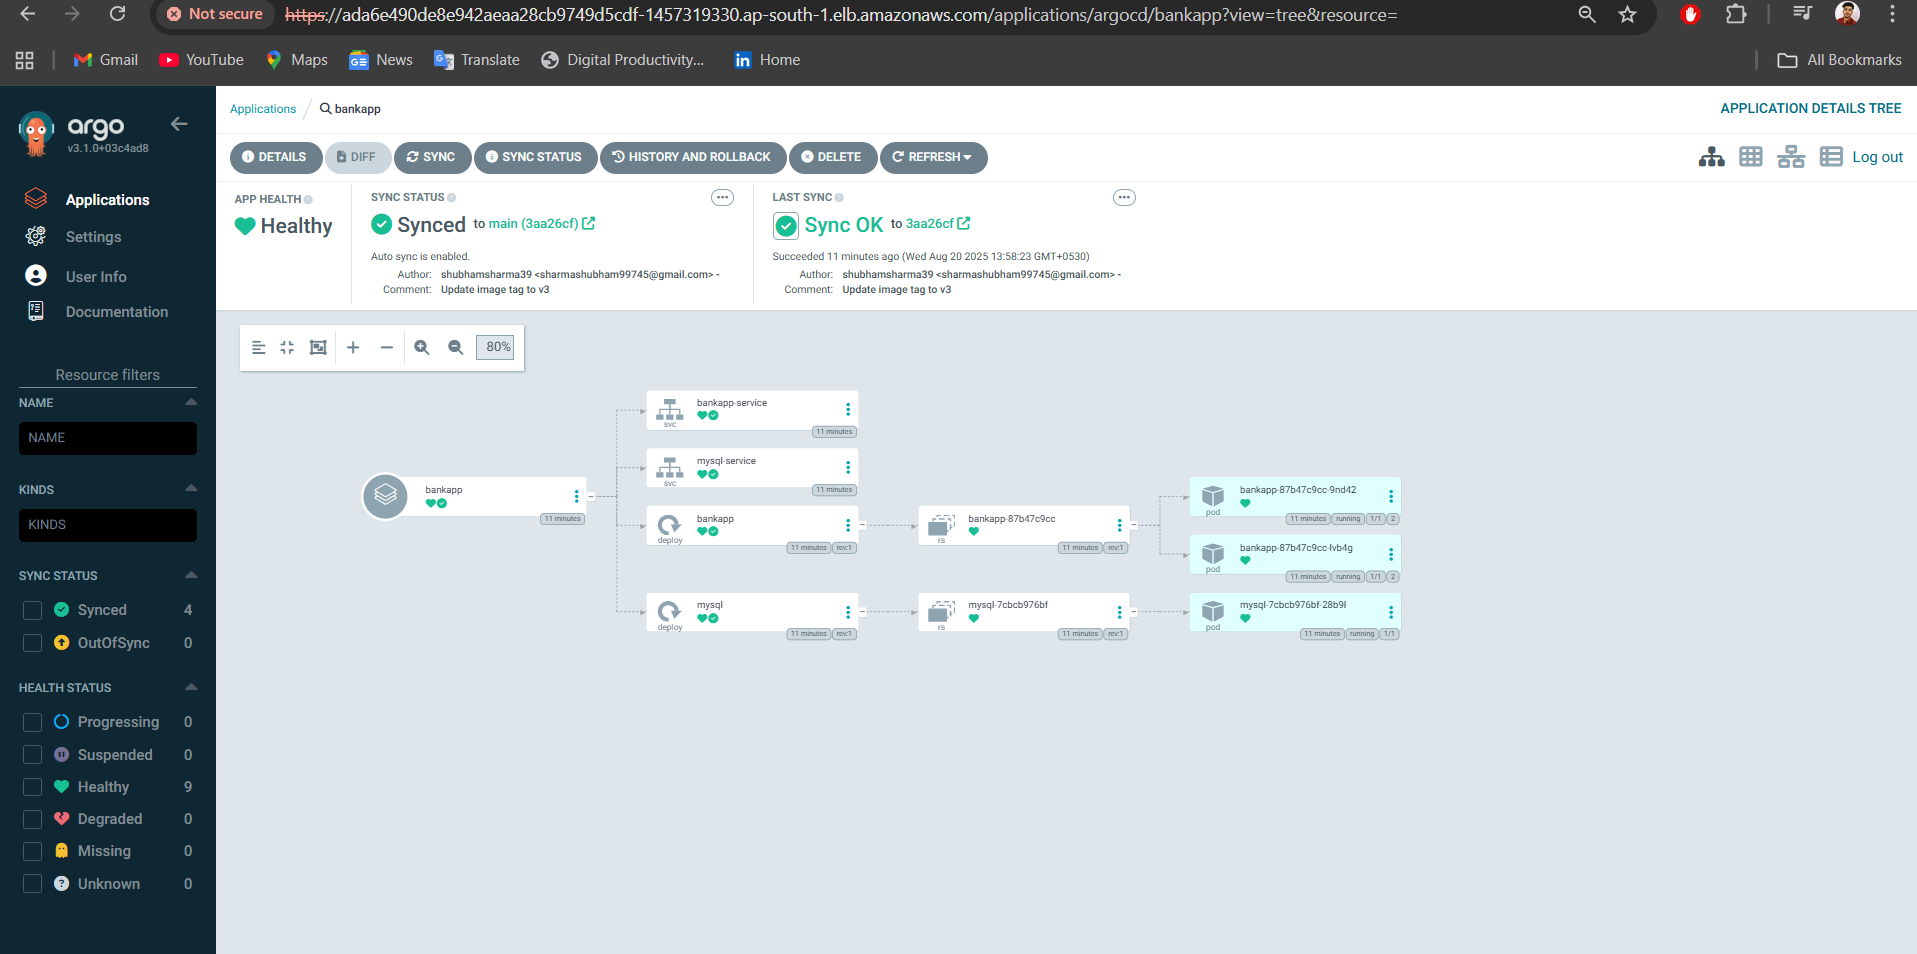 Not secure https://ada6e490de8e942aeaa28cb9749d5cdf-1457319330.ap-south-1.elb.amazonaws.com/applications/argocd/bankapp?view=tree&resource=
Gmail YouTube Maps News Translate Digital Productivity... Home All Bookmarks
argo
v3.1.0+03c4ad8
Applications
Settings
User Info
Documentation
Resource filters
NAME
NAME
KINDS
KINDS
SYNC STATUS
Synced 4
OutOfSync 0
HEALTH STATUS
Progressing 0
Suspended 0
Healthy 9
Degraded 0
Missing 0
Unknown 0
Applications / bankapp
APPLICATION DETAILS TREE
DETAILS DIFF SYNC SYNC STATUS HISTORY AND ROLLBACK DELETE REFRESH
Log out
APP HEALTH
Healthy
SYNC STATUS
Synced to main (3aa26cf)
Auto sync is enabled.
Author: shubhamsharma39 <sharmashubham99745@gmail.com> -
Comment: Update image tag to v3
LAST SYNC
Sync OK to 3aa26cf
Succeeded 11 minutes ago (Wed Aug 20 2025 13:58:23 GMT+0530)
Author: shubhamsharma39 <sharmashubham99745@gmail.com> -
Comment: Update image tag to v3
80%
bankapp
11 minutes
bankapp-service
svc
11 minutes
mysql-service
svc
11 minutes
bankapp
deploy
11 minutes rev:1
mysql
deploy
11 minutes rev:1
bankapp-87b47c9cc
rs
11 minutes rev:1
mysql-7cbcb976bf
rs
11 minutes rev:1
bankapp-87b47c9cc-9nd42
pod
11 minutes running 1/1 2
bankapp-87b47c9cc-lvb4g
pod
11 minutes running 1/1 2
mysql-7cbcb976bf-28b9l
pod
11 minutes running 1/1